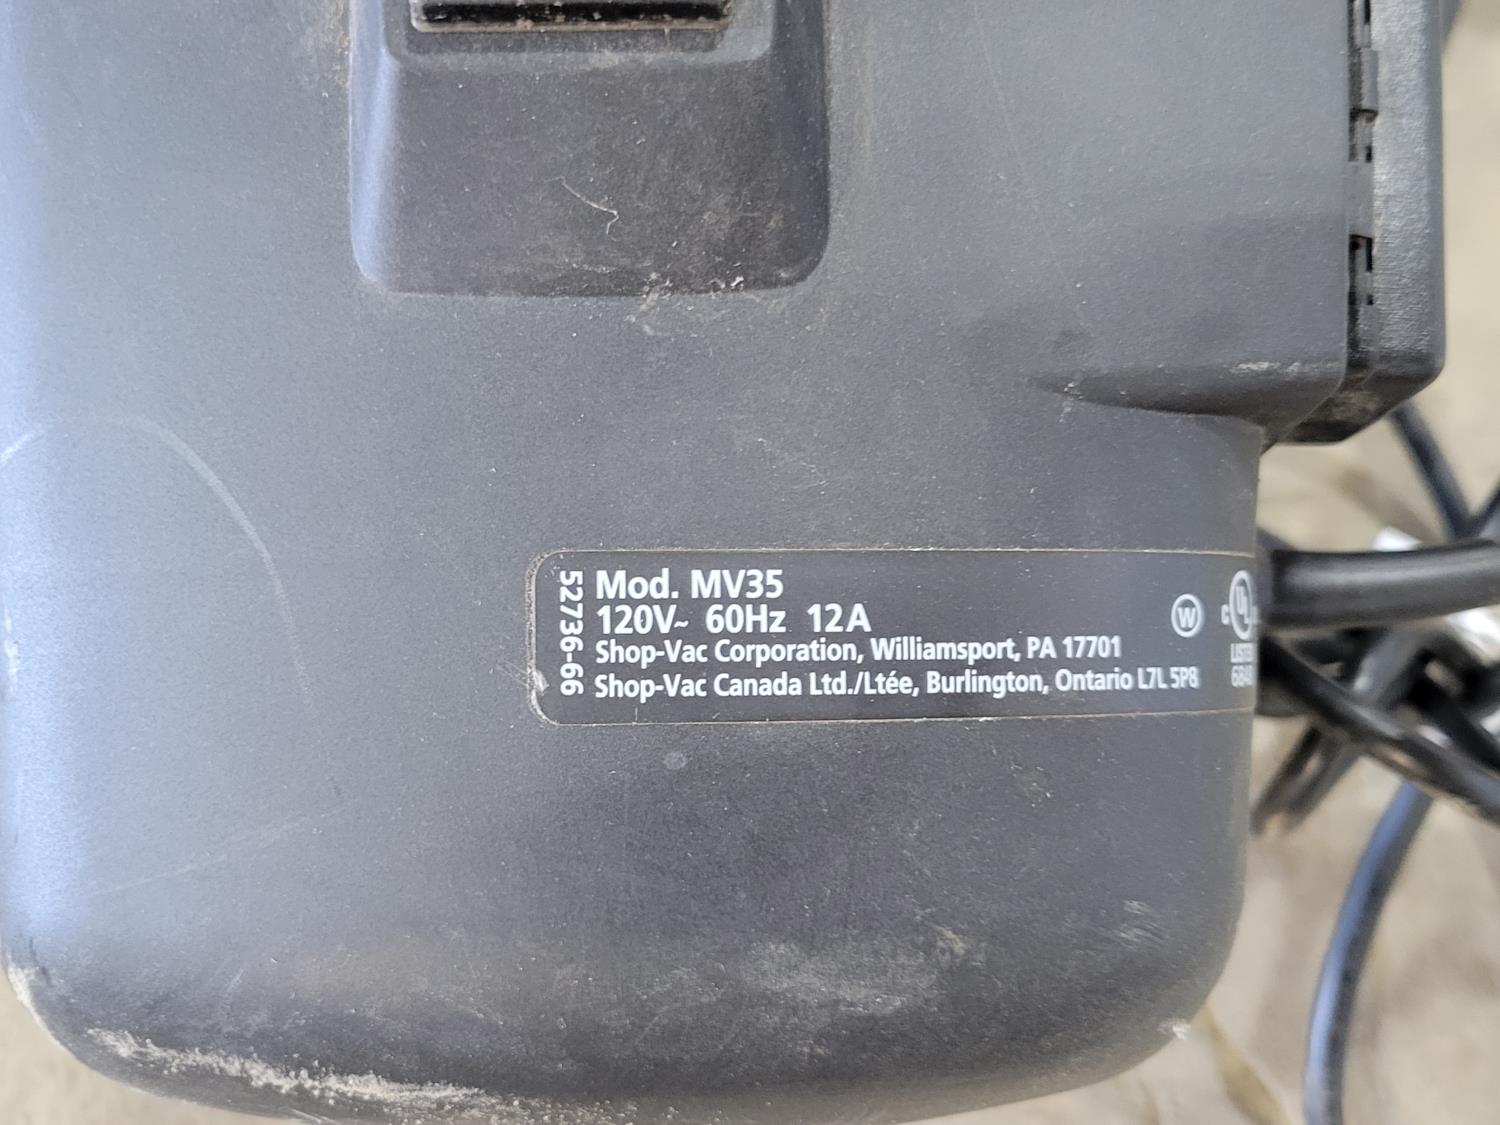 Mod. MV35
120V~ 60Hz 12A
Shop-Vac Corporation, Williamsport, PA 17701
Shop-Vac Canada Ltd./Ltée, Burlington, Ontario L7L 5P8
52736-66
W
C UL